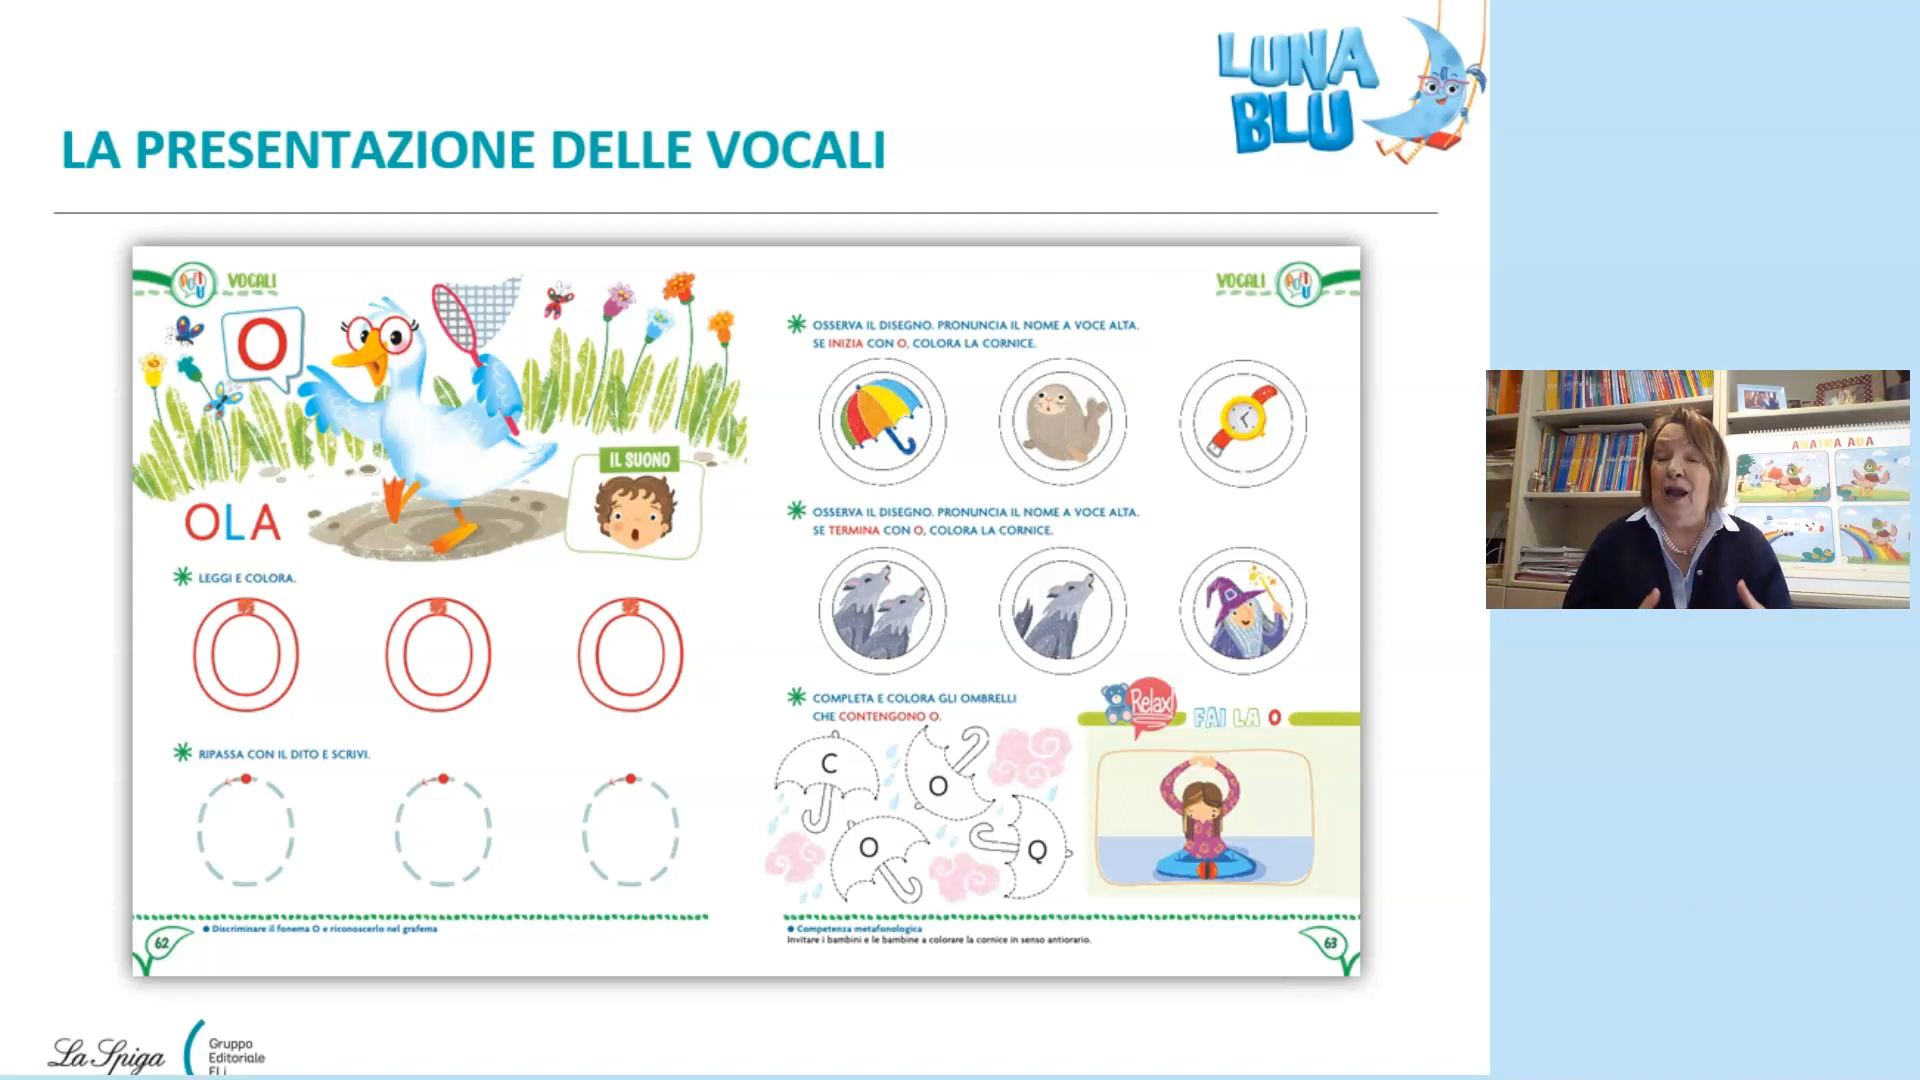 LUNA
BLU
LA PRESENTAZIONE DELLE VOCALI
VOCALI
O
OLA
IL SUONO
LEGGI E COLORA.
O O O
RIPASSA CON IL DITO E SCRIVI.
Discriminare il fonema O e riconoscerlo nel grafema
62
VOCALI
OSSERVA IL DISEGNO. PRONUNCIA IL NOME A VOCE ALTA.
SE INIZIA CON O, COLORA LA CORNICE.
OSSERVA IL DISEGNO. PRONUNCIA IL NOME A VOCE ALTA.
SE TERMINA CON O, COLORA LA CORNICE.
COMPLETA E COLORA GLI OMBRELLI
CHE CONTENGONO O.
C
O
O
Q
Relax!
FAI LA O
Competenza metafonologica
Invitare i bambini e le bambine a colorare la cornice in senso antiorario.
63
La Spiga
Gruppo
Editoriale
ELI
ANATRA ADA